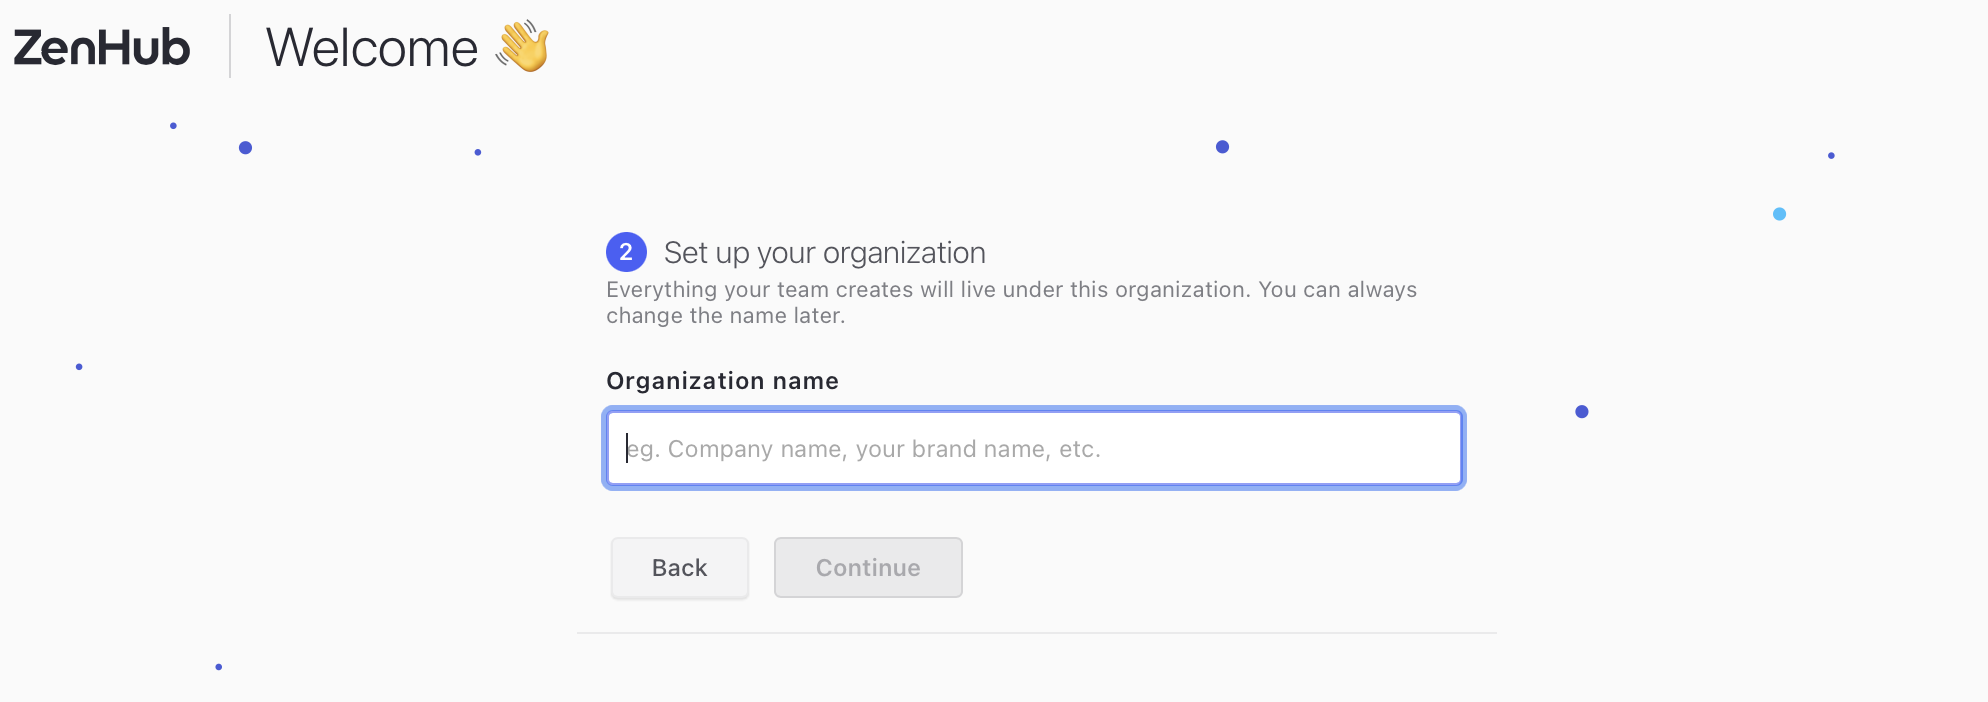 ZenHub
Welcome 👋
2 Set up your organization
Everything your team creates will live under this organization. You can always
change the name later.
Organization name
eg. Company name, your brand name, etc.
Back
Continue